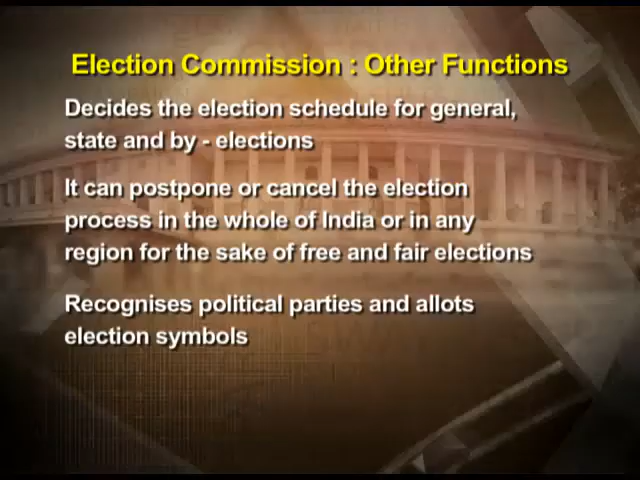 Election Commission : Other Functions
Decides the election schedule for general,
state and by - elections
It can postpone or cancel the election
process in the whole of India or in any
region for the sake of free and fair elections
Recognises political parties and allots
election symbols